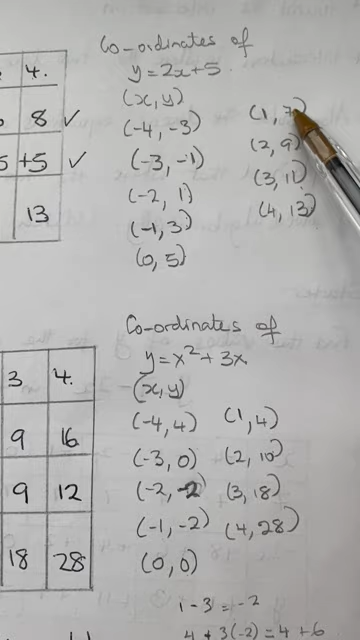 Co-ordinates of
4.
y = 2x + 5
(x, y)
8 ✓
(-4, -3)
(1, 7)
(-3, -1)
(2, 9)
5 +5 ✓
(-2, 1)
(3, 11)
13
(-1, 3)
(4, 13)
(0, 5)
Co-ordinates of
y = x² + 3x
3 4.
(x, y)
(-4, 4) (1, 4)
9 16
(-3, 0) (2, 10)
9 12
(-2, -2) (3, 18)
(-1, -2) (4, 28)
18 28
(0, 0)
1 - 3 = -2
4 + 3(-2) = 4 + 6